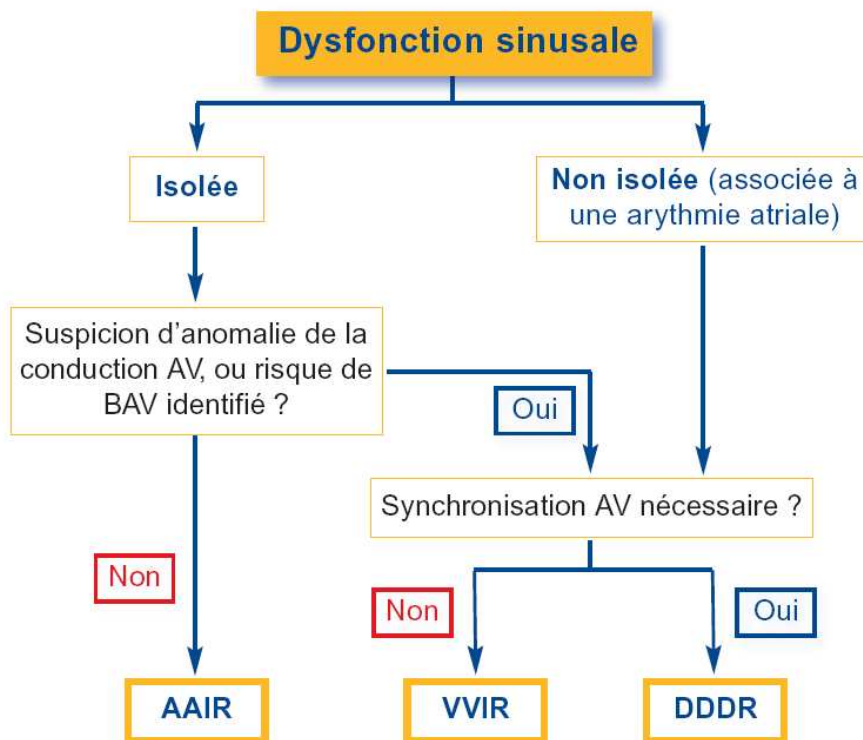 Dysfonction sinusale
Isolée
Non isolée (associée à
une arythmie atriale)
Suspicion d’anomalie de la
conduction AV, ou risque de
BAV identifié ?
Oui
Synchronisation AV nécessaire ?
Non
Non
Oui
AAIR
VVIR
DDDR